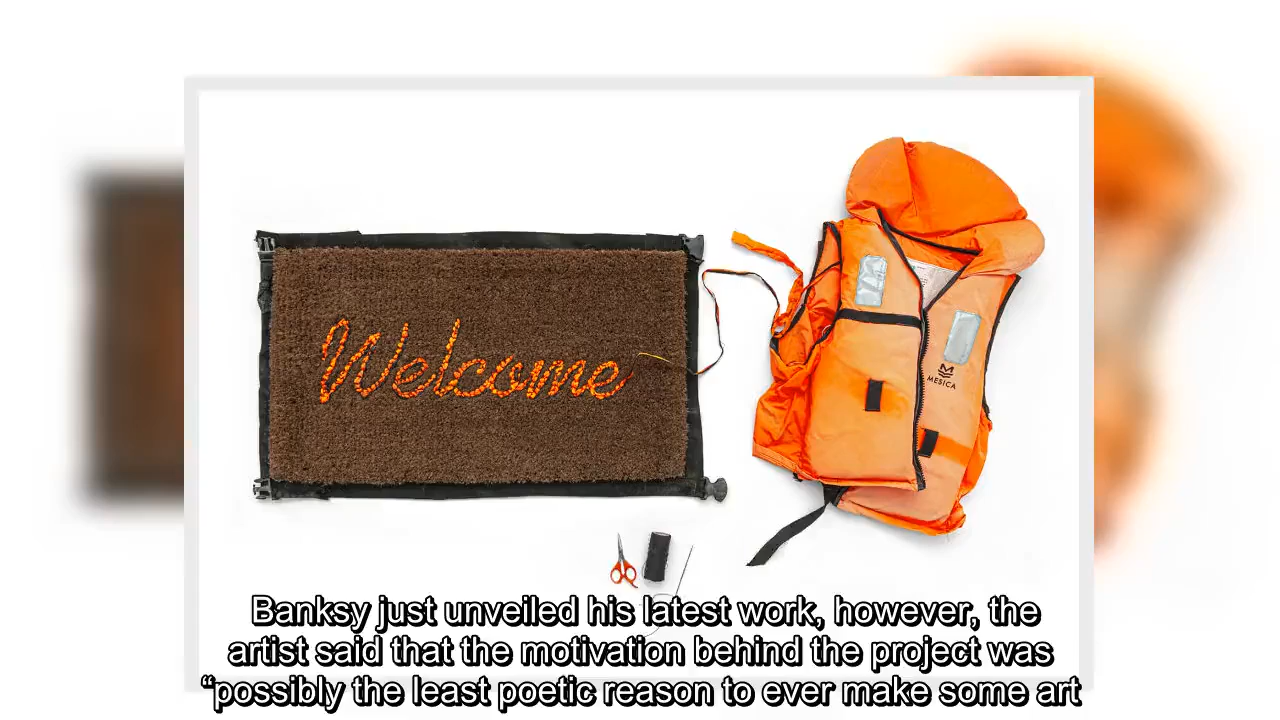 Welcome
MESICA
Banksy just unveiled his latest work, however, the
artist said that the motivation behind the project was
“possibly the least poetic reason to ever make some art